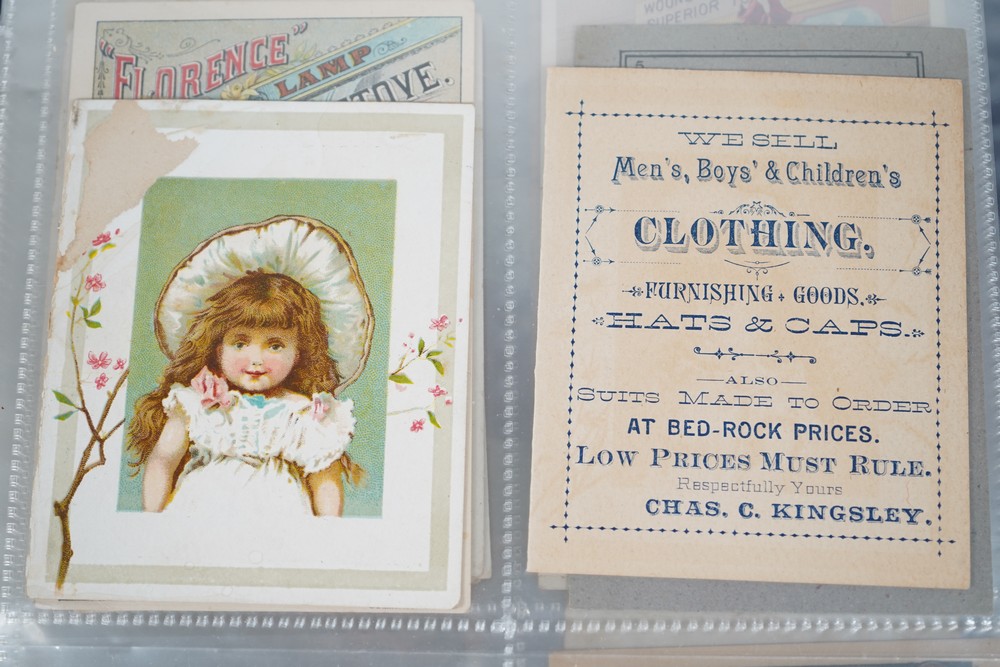 "FLORENCE"
LAMP
STOVE.
WOUND
SUPERIOR
WE SELL
Men's, Boys' & Children's
CLOTHING.
FURNISHING + GOODS.
HATS & CAPS.
ALSO
SUITS MADE TO ORDER
AT BED-ROCK PRICES.
LOW PRICES MUST RULE.
Respectfully Yours
CHAS. C. KINGSLEY.